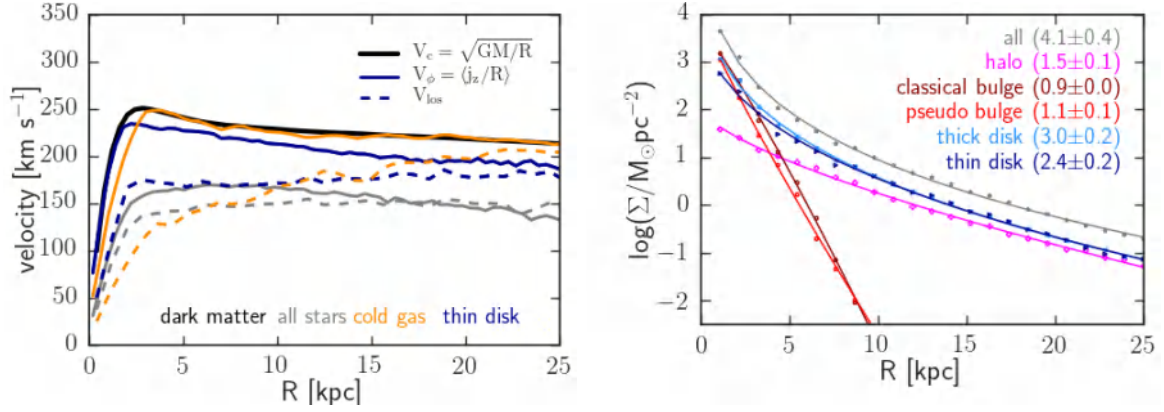 400
350
300
250
200
150
100
50
0
velocity [km s⁻¹]
V_c = √GM/R
V_ϕ = ⟨j_z/R⟩
V_los
dark matter all stars cold gas thin disk
0 5 10 15 20 25
R [kpc]
4
3
2
1
0
−1
−2
log(Σ/M_⊙pc⁻²)
all (4.1±0.4)
halo (1.5±0.1)
classical bulge (0.9±0.0)
pseudo bulge (1.1±0.1)
thick disk (3.0±0.2)
thin disk (2.4±0.2)
0 5 10 15 20 25
R [kpc]